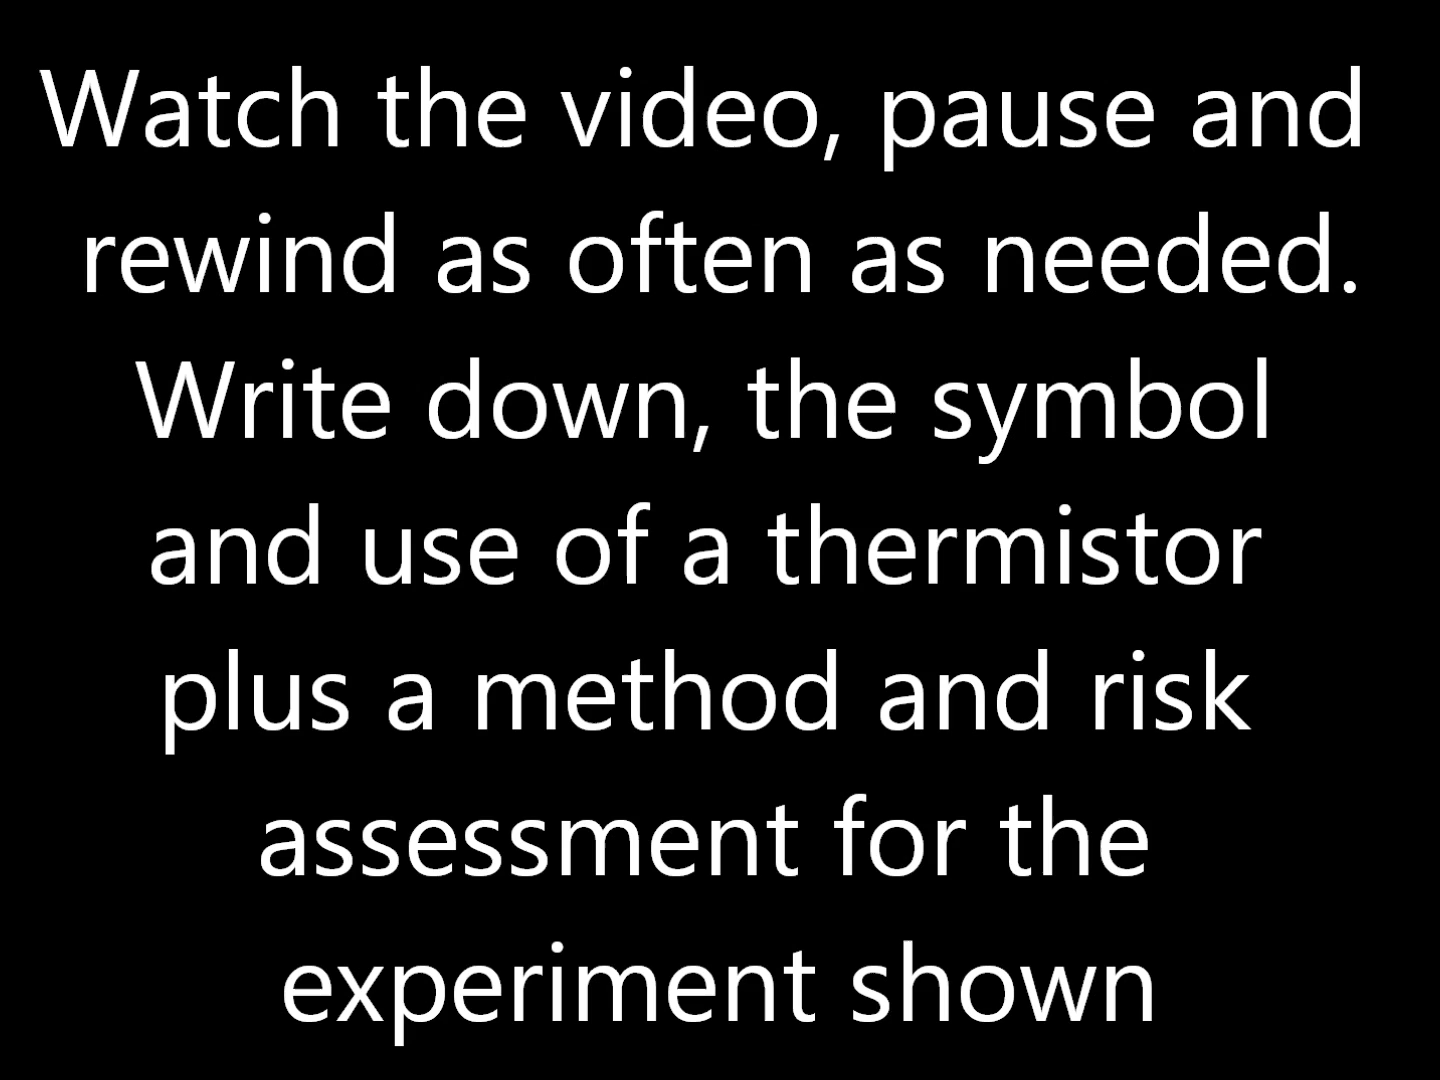 Watch the video, pause and
rewind as often as needed.
Write down, the symbol
and use of a thermistor
plus a method and risk
assessment for the
experiment shown